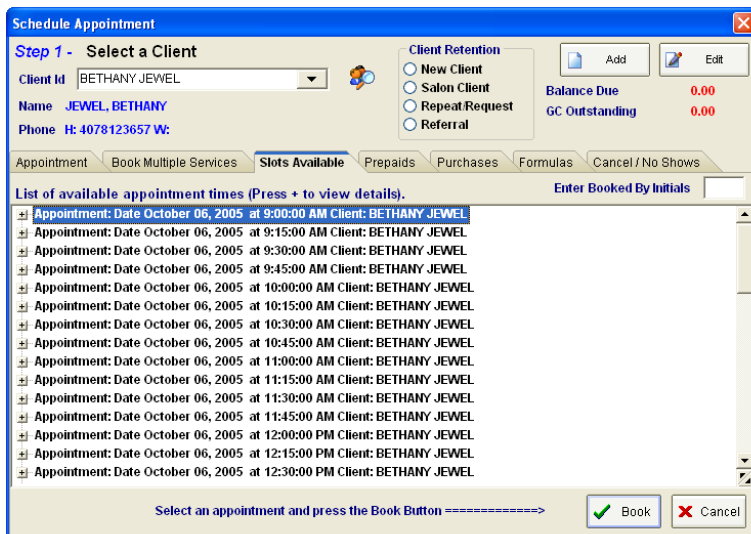 Schedule Appointment
Step 1 - Select a Client
Client Id BETHANY JEWEL
Name JEWEL, BETHANY
Phone H: 4078123657 W:
Client Retention
New Client
Salon Client
Repeat/Request
Referral
Add Edit
Balance Due 0.00
GC Outstanding 0.00
Appointment Book Multiple Services Slots Available Prepaids Purchases Formulas Cancel / No Shows
List of available appointment times (Press + to view details). Enter Booked By Initials
Appointment: Date October 06, 2005 at 9:00:00 AM Client: BETHANY JEWEL
Appointment: Date October 06, 2005 at 9:15:00 AM Client: BETHANY JEWEL
Appointment: Date October 06, 2005 at 9:30:00 AM Client: BETHANY JEWEL
Appointment: Date October 06, 2005 at 9:45:00 AM Client: BETHANY JEWEL
Appointment: Date October 06, 2005 at 10:00:00 AM Client: BETHANY JEWEL
Appointment: Date October 06, 2005 at 10:15:00 AM Client: BETHANY JEWEL
Appointment: Date October 06, 2005 at 10:30:00 AM Client: BETHANY JEWEL
Appointment: Date October 06, 2005 at 10:45:00 AM Client: BETHANY JEWEL
Appointment: Date October 06, 2005 at 11:00:00 AM Client: BETHANY JEWEL
Appointment: Date October 06, 2005 at 11:15:00 AM Client: BETHANY JEWEL
Appointment: Date October 06, 2005 at 11:30:00 AM Client: BETHANY JEWEL
Appointment: Date October 06, 2005 at 11:45:00 AM Client: BETHANY JEWEL
Appointment: Date October 06, 2005 at 12:00:00 PM Client: BETHANY JEWEL
Appointment: Date October 06, 2005 at 12:15:00 PM Client: BETHANY JEWEL
Appointment: Date October 06, 2005 at 12:30:00 PM Client: BETHANY JEWEL
Select an appointment and press the Book Button =============> Book Cancel